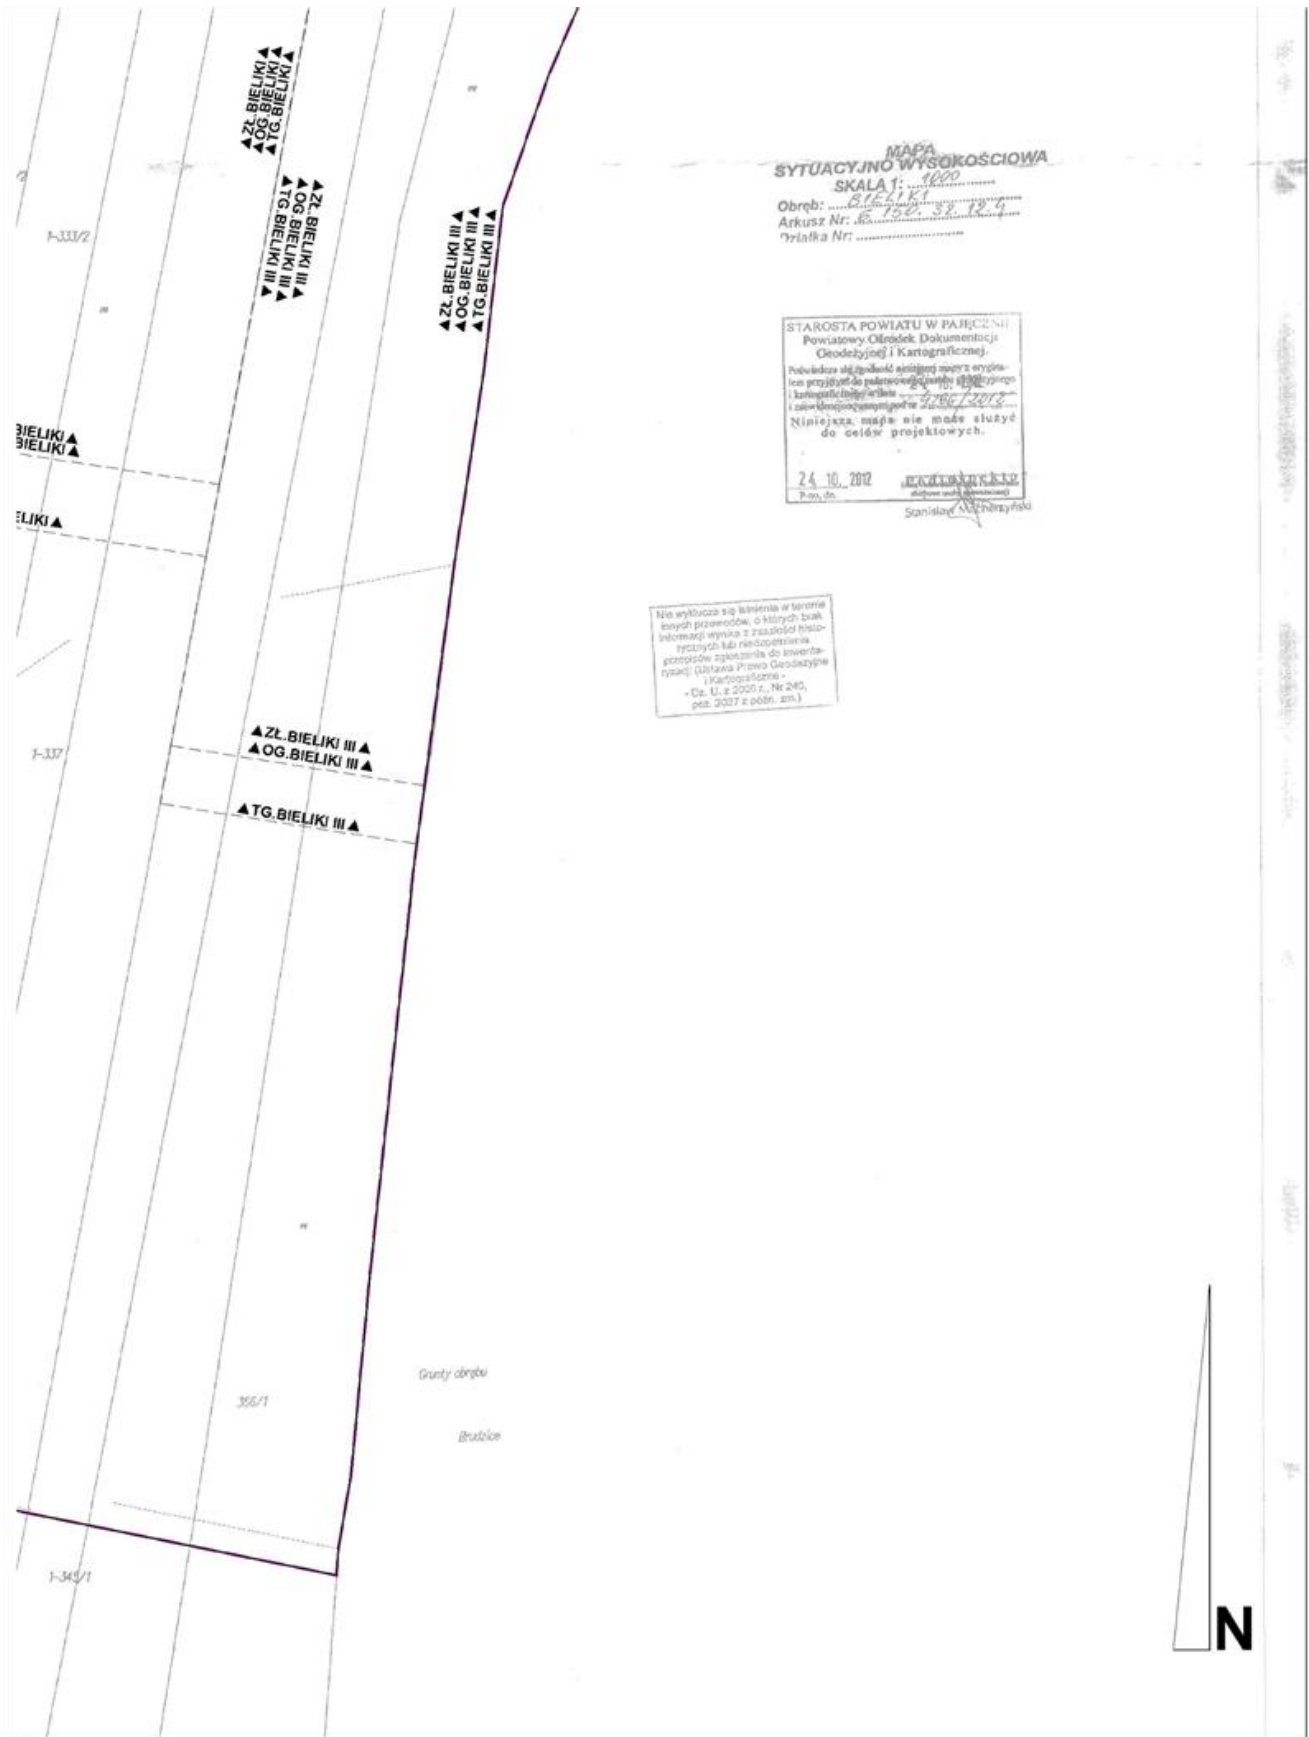 ▲ZŁ.BIELIKI▲
▲OG.BIELIKI▲
▲TG.BIELIKI▲
▲ZŁ.BIELIKI III▲
▲OG.BIELIKI III▲
▲TG.BIELIKI III▲
▲ZŁ.BIELIKI III▲
▲OG.BIELIKI III▲
▲TG.BIELIKI III▲
MAPA
SYTUACYJNO WYSOKOŚCIOWA
SKALA 1: 1000
Obręb: BIELIKI
Arkusz Nr:
Działka Nr:
1-333/2
STAROSTA POWIATU W PAJĘCZNIE
Powiatowy Ośrodek Dokumentacji
Geodezyjnej i Kartograficznej.
Niniejsza mapa nie może służyć
do celów projektowych.
24. 10. 2012
Stanisław
BIELIKI▲
BIELIKI▲
ELIKI▲
Nie wyklucza się istnienia w terenie
innych przewodów, o których brak
informacji wynika z zaszłości histo-
rycznych lub niedopełnienia
przepisów zgłoszenia do inwenta-
ryzacji (Ustawa Prawo Geodezyjne
i Kartograficzne -
- Dz. U. z 2005 r., Nr 240,
poz. 2027 z późn. zm.)
1-337
▲ZŁ.BIELIKI III▲
▲OG.BIELIKI III▲
▲TG.BIELIKI III▲
Grunty obrębu
Brudzice
355/1
1-345/1
N